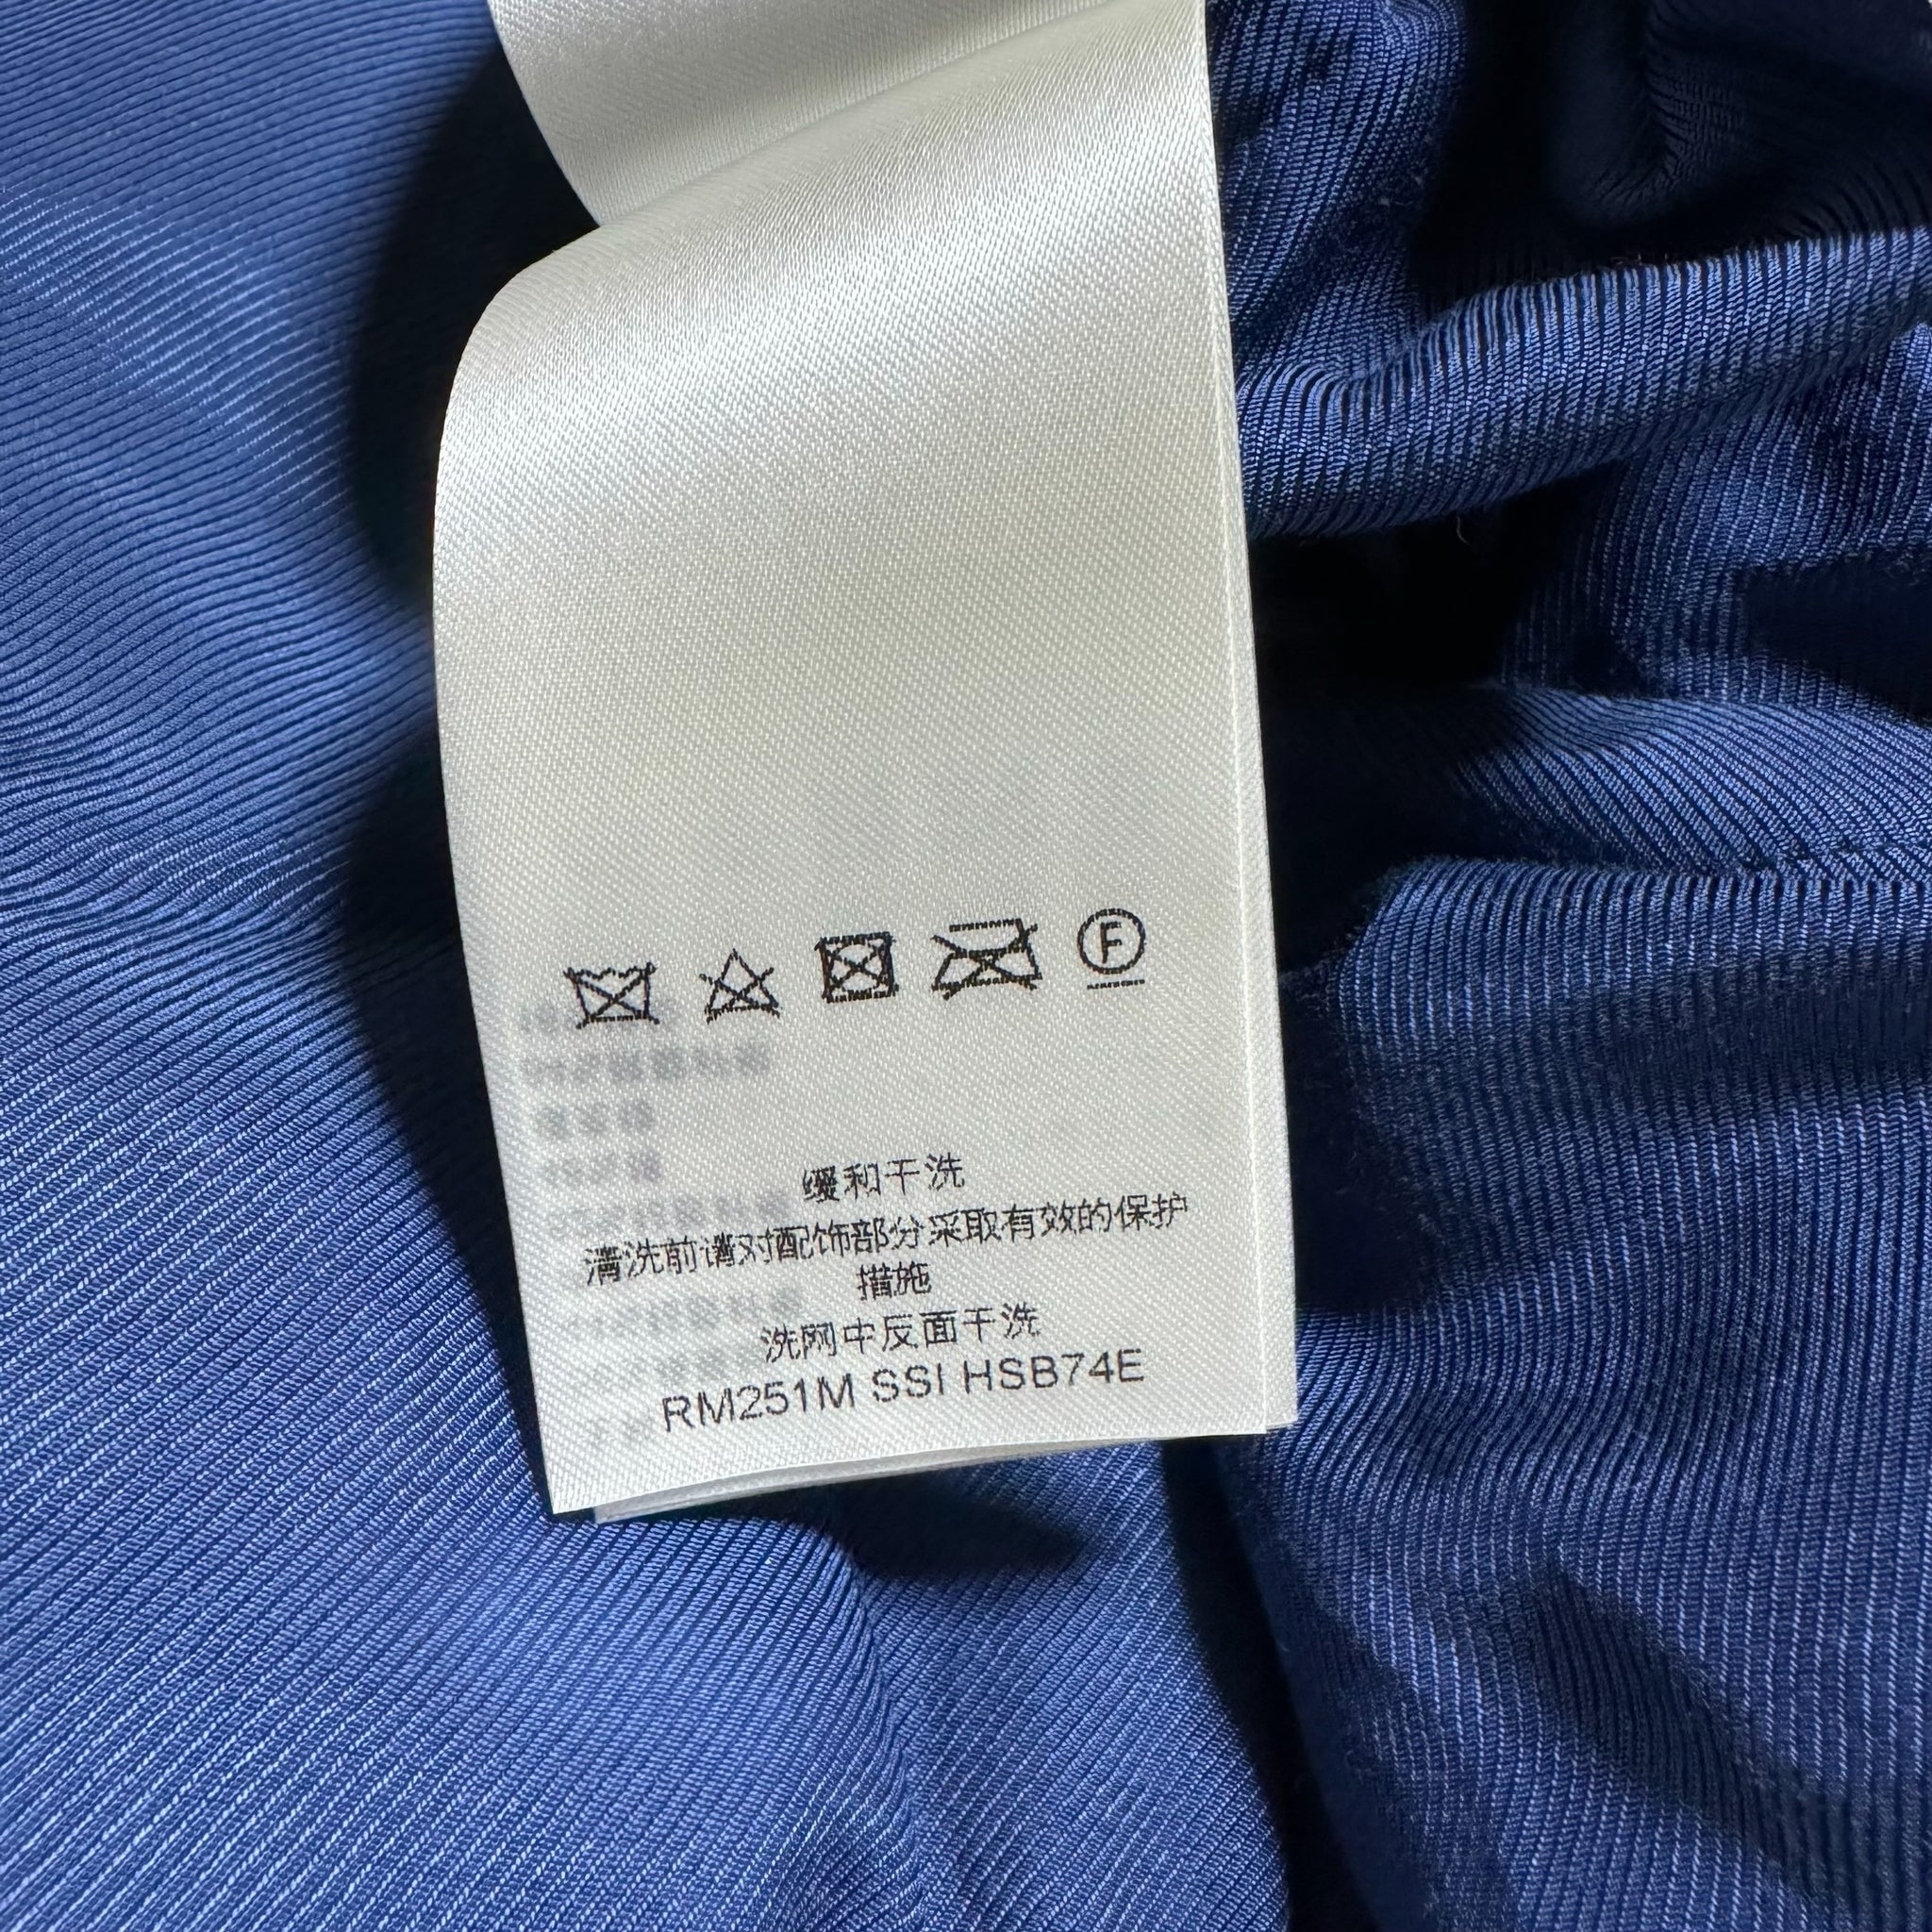 F
缓和干洗
清洗前请对配饰部分采取有效的保护
措施
洗网中反面干洗
RM251M SSI HSB74E